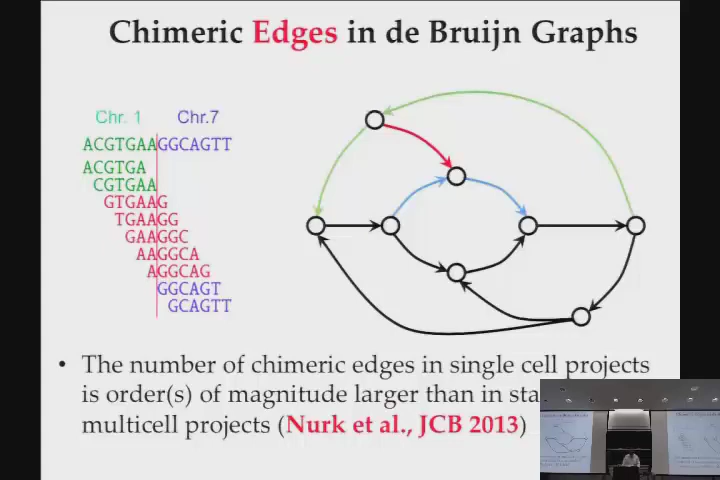 Chimeric Edges in de Bruijn Graphs
Chr. 1 Chr.7
ACGTGAAGGCAGTT
ACGTGA
CGTGAA
GTGAAG
TGAAGG
GAAGGC
AAGGCA
AGGCAG
GGCAGT
GCAGTT
• The number of chimeric edges in single cell projects
is order(s) of magnitude larger than in
multicell projects (Nurk et al., JCB 2013)